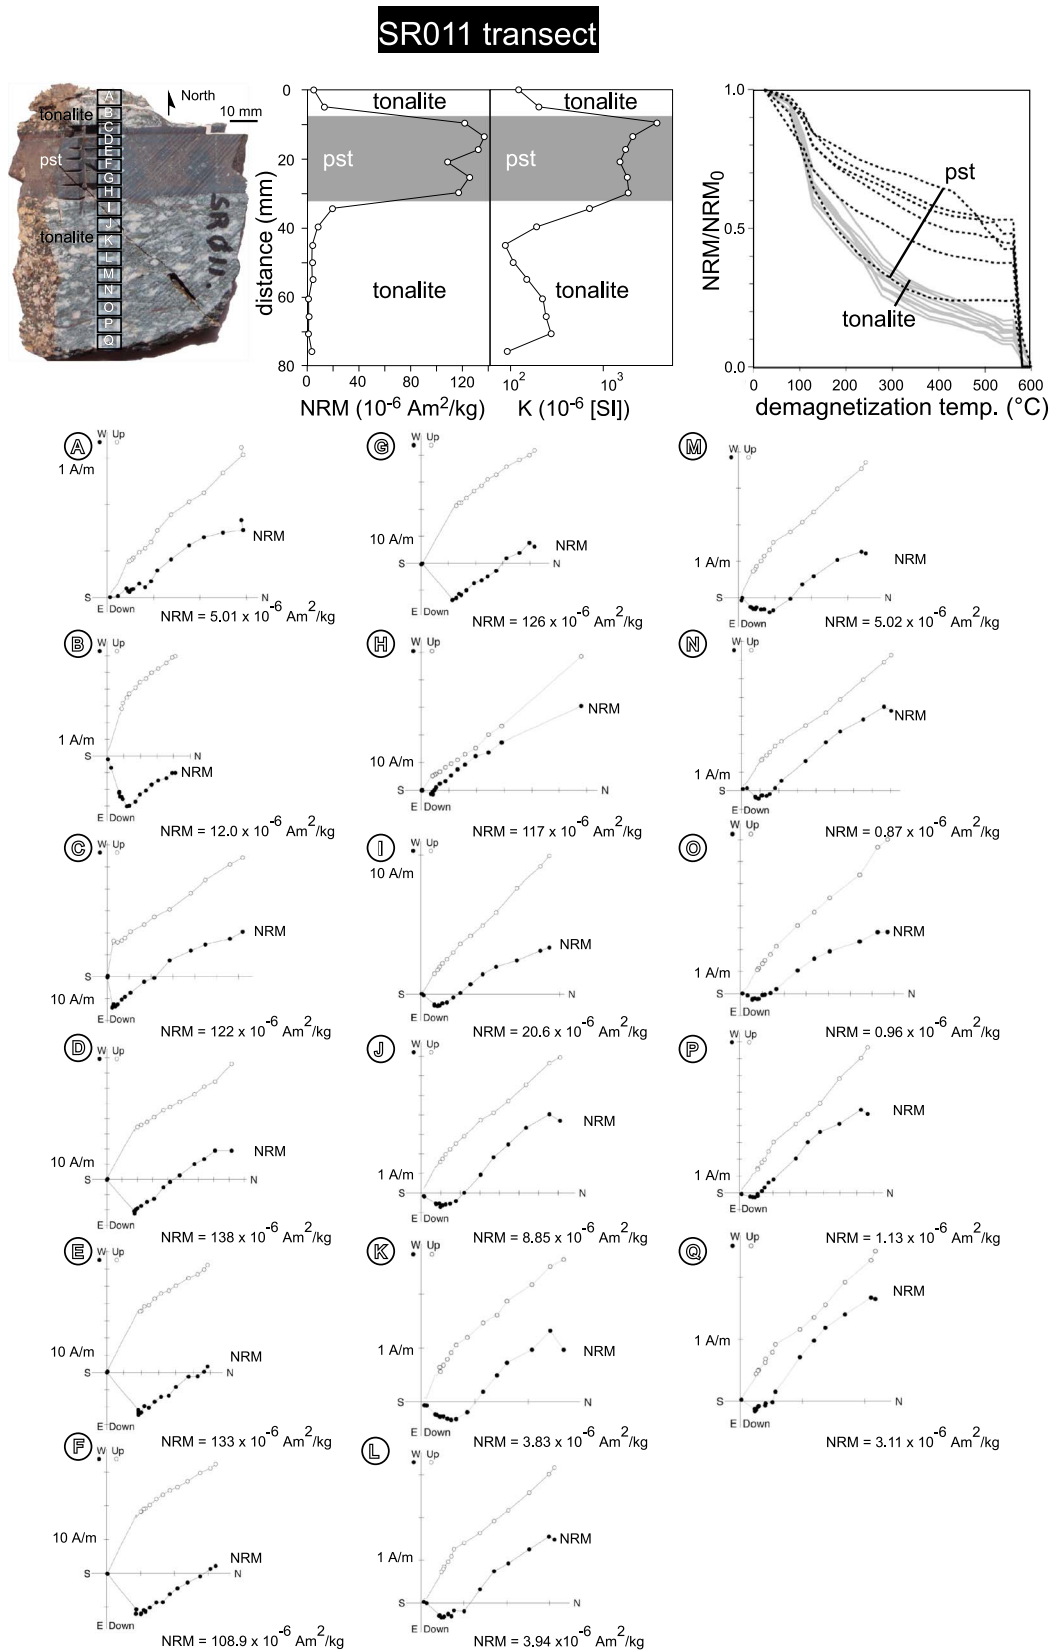 SR011 transect
A
B
C
D
E
F
G
H
I
J
K
L
M
N
O
P
Q
North
10 mm
tonalite
pst
tonalite
SR011.
0
20
40
60
80
distance (mm)
tonalite
pst
tonalite
0 40 80 120
NRM (10⁻⁶ Am²/kg)
tonalite
pst
tonalite
10² 10³
K (10⁻⁶ [SI])
1.0
0.5
0.0
NRM/NRM₀
pst
tonalite
0 100 200 300 400 500 600
demagnetization temp. (°C)
A
W Up
1 A/m
NRM
S N
E Down
NRM = 5.01 x 10⁻⁶ Am²/kg
B
W Up
1 A/m
S N
NRM
E Down
NRM = 12.0 x 10⁻⁶ Am²/kg
C
W Up
NRM
S
10 A/m N
E Down
NRM = 122 x 10⁻⁶ Am²/kg
D
W Up
NRM
10 A/m
S N
E Down
NRM = 138 x 10⁻⁶ Am²/kg
E
W Up
10 A/m NRM
S N
E Down
NRM = 133 x 10⁻⁶ Am²/kg
F
W Up
10 A/m
NRM
S N
E Down
NRM = 108.9 x 10⁻⁶ Am²/kg
G
W Up
10 A/m
NRM
S N
E Down
NRM = 126 x 10⁻⁶ Am²/kg
H
W Up
NRM
10 A/m
S N
E Down
NRM = 117 x 10⁻⁶ Am²/kg
I
W Up
10 A/m
NRM
S N
E Down
NRM = 20.6 x 10⁻⁶ Am²/kg
J
W Up
NRM
1 A/m
S N
E Down
NRM = 8.85 x 10⁻⁶ Am²/kg
K
W Up
1 A/m NRM
S N
E Down
NRM = 3.83 x 10⁻⁶ Am²/kg
L
W Up
NRM
1 A/m
S N
E Down
NRM = 3.94 x 10⁻⁶ Am²/kg
M
W Up
1 A/m NRM
S N
E Down
NRM = 5.02 x 10⁻⁶ Am²/kg
N
W Up
NRM
1 A/m
S N
E Down
NRM = 0.87 x 10⁻⁶ Am²/kg
O
W Up
NRM
1 A/m
S N
E Down
NRM = 0.96 x 10⁻⁶ Am²/kg
P
W Up
NRM
1 A/m
S N
E Down
NRM = 1.13 x 10⁻⁶ Am²/kg
Q
W Up
NRM
1 A/m
S N
E Down
NRM = 3.11 x 10⁻⁶ Am²/kg